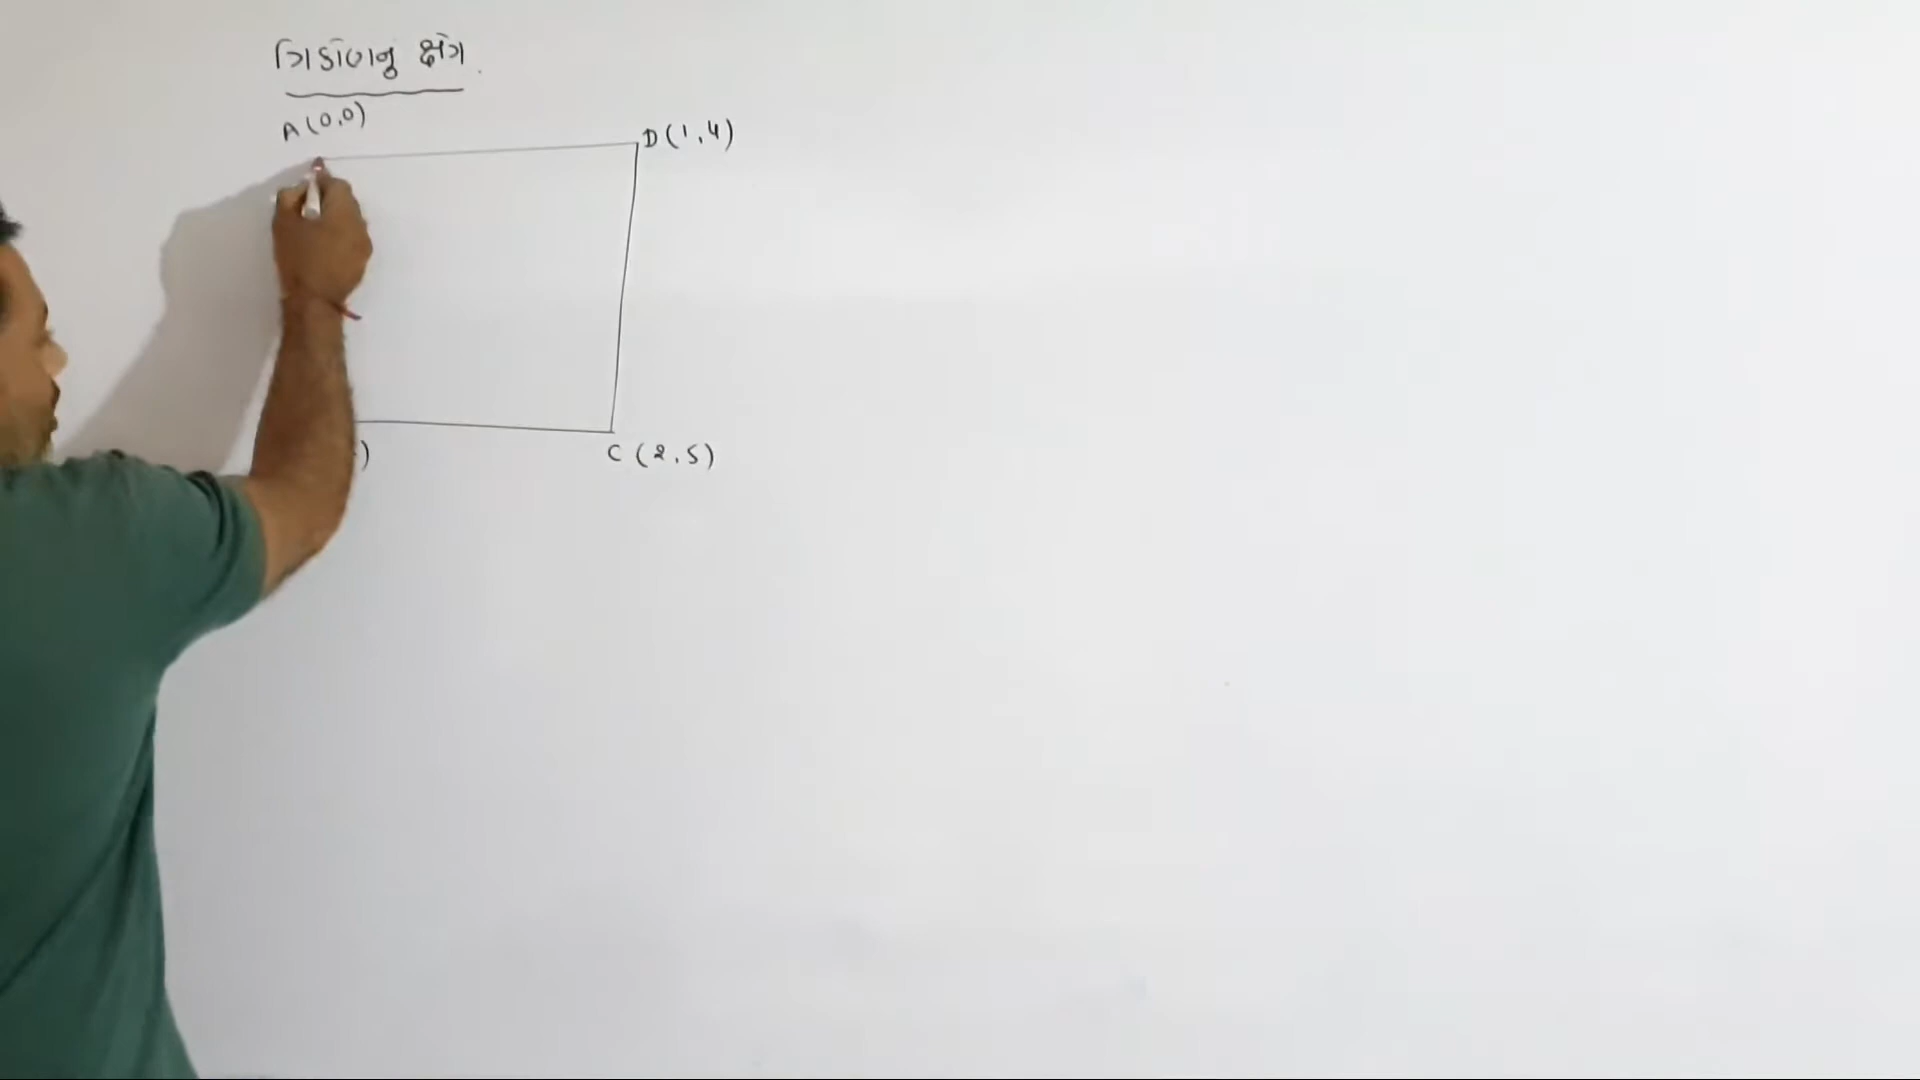 ત્રિકોણનુ ક્ષેત્ર.
A(0,0)
D(1,4)
)
C(2,5)